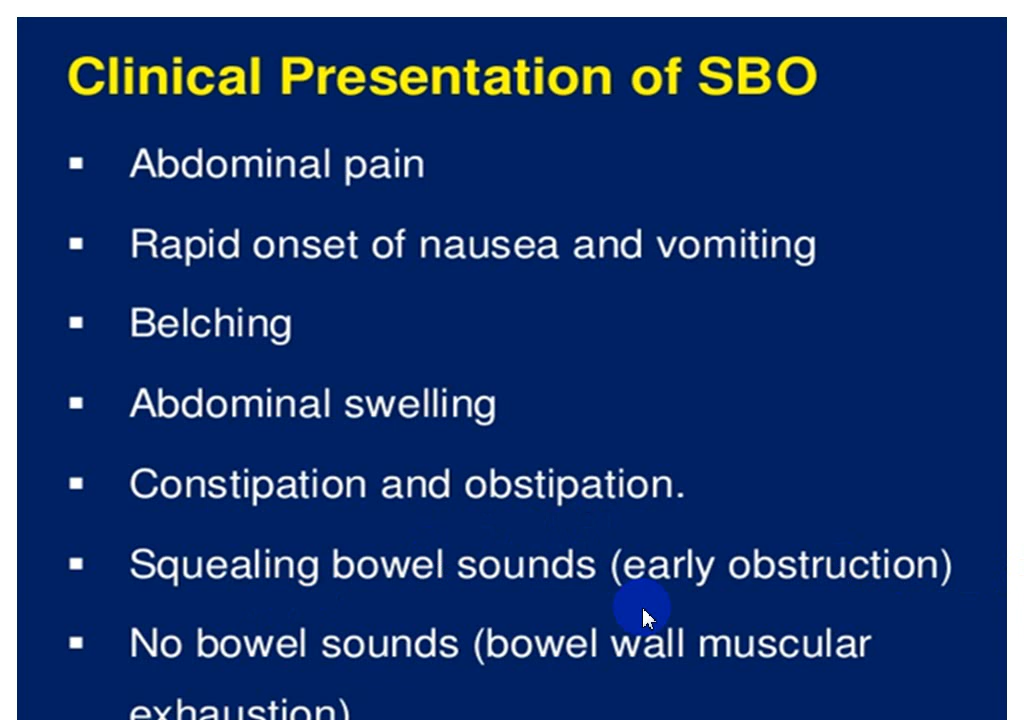 Clinical Presentation of SBO
▪ Abdominal pain
▪ Rapid onset of nausea and vomiting
▪ Belching
▪ Abdominal swelling
▪ Constipation and obstipation.
▪ Squealing bowel sounds (early obstruction)
▪ No bowel sounds (bowel wall muscular
exhaustion)